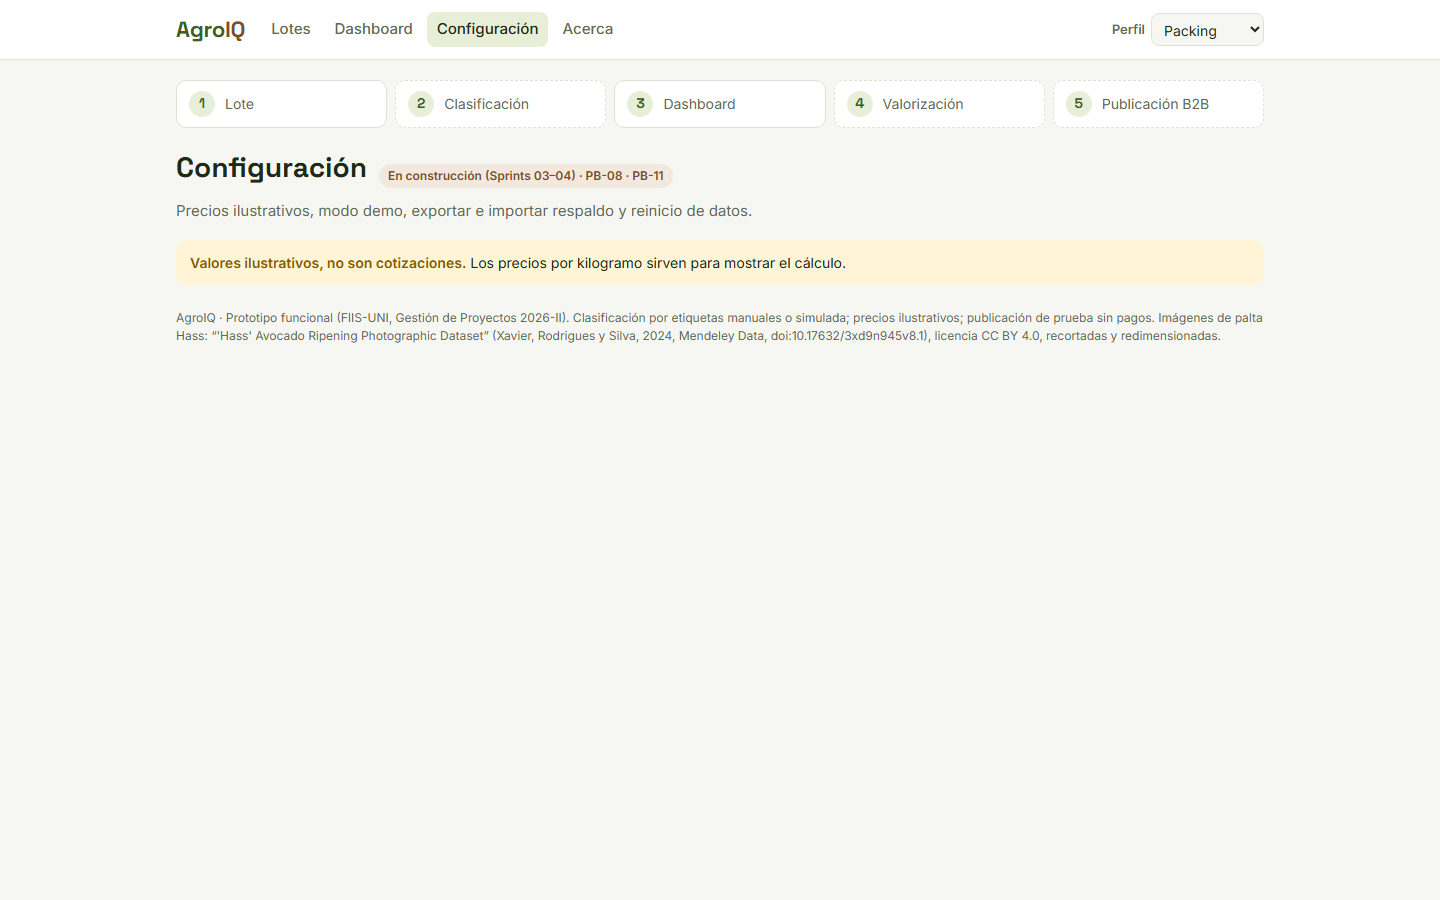 AgroIQ Lotes Dashboard Configuración Acerca Perfil Packing
1 Lote 2 Clasificación 3 Dashboard 4 Valorización 5 Publicación B2B
Configuración En construcción (Sprints 03–04) · PB-08 · PB-11
Precios ilustrativos, modo demo, exportar e importar respaldo y reinicio de datos.
Valores ilustrativos, no son cotizaciones. Los precios por kilogramo sirven para mostrar el cálculo.
AgroIQ · Prototipo funcional (FIIS-UNI, Gestión de Proyectos 2026-II). Clasificación por etiquetas manuales o simulada; precios ilustrativos; publicación de prueba sin pagos. Imágenes de palta
Hass: “'Hass' Avocado Ripening Photographic Dataset” (Xavier, Rodrigues y Silva, 2024, Mendeley Data, doi:10.17632/3xd9n945v8.1), licencia CC BY 4.0, recortadas y redimensionadas.